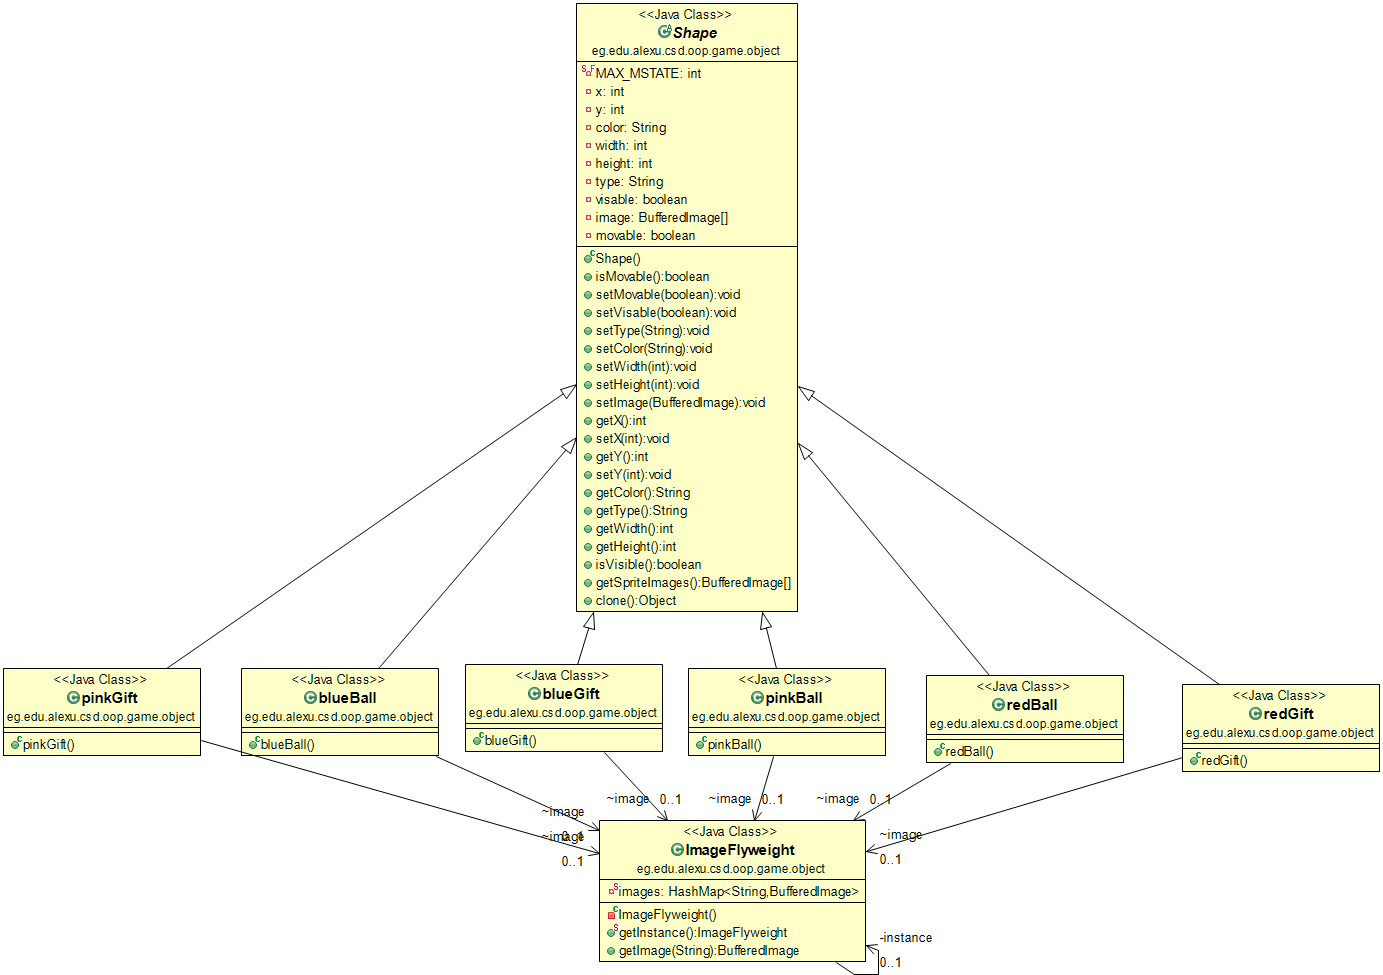 <<Java Class>>
Shape
eg.edu.alexu.csd.oop.game.object
MAX_MSTATE: int
x: int
y: int
color: String
width: int
height: int
type: String
visable: boolean
image: BufferedImage[]
movable: boolean
Shape()
isMovable():boolean
setMovable(boolean):void
setVisable(boolean):void
setType(String):void
setColor(String):void
setWidth(int):void
setHeight(int):void
setImage(BufferedImage):void
getX():int
setX(int):void
getY():int
setY(int):void
getColor():String
getType():String
getWidth():int
getHeight():int
isVisible():boolean
getSpriteImages():BufferedImage[]
clone():Object
<<Java Class>>
pinkGift
eg.edu.alexu.csd.oop.game.object
pinkGift()
<<Java Class>>
blueBall
eg.edu.alexu.csd.oop.game.object
blueBall()
<<Java Class>>
blueGift
eg.edu.alexu.csd.oop.game.object
blueGift()
<<Java Class>>
pinkBall
eg.edu.alexu.csd.oop.game.object
pinkBall()
<<Java Class>>
redBall
eg.edu.alexu.csd.oop.game.object
redBall()
<<Java Class>>
redGift
eg.edu.alexu.csd.oop.game.object
redGift()
~image 0..1
~image 0..1
~image 0..1
~image
0..1
~image
0..1
~image
0..1
<<Java Class>>
ImageFlyweight
eg.edu.alexu.csd.oop.game.object
images: HashMap<String,BufferedImage>
ImageFlyweight()
getInstance():ImageFlyweight
getImage(String):BufferedImage
-instance
0..1